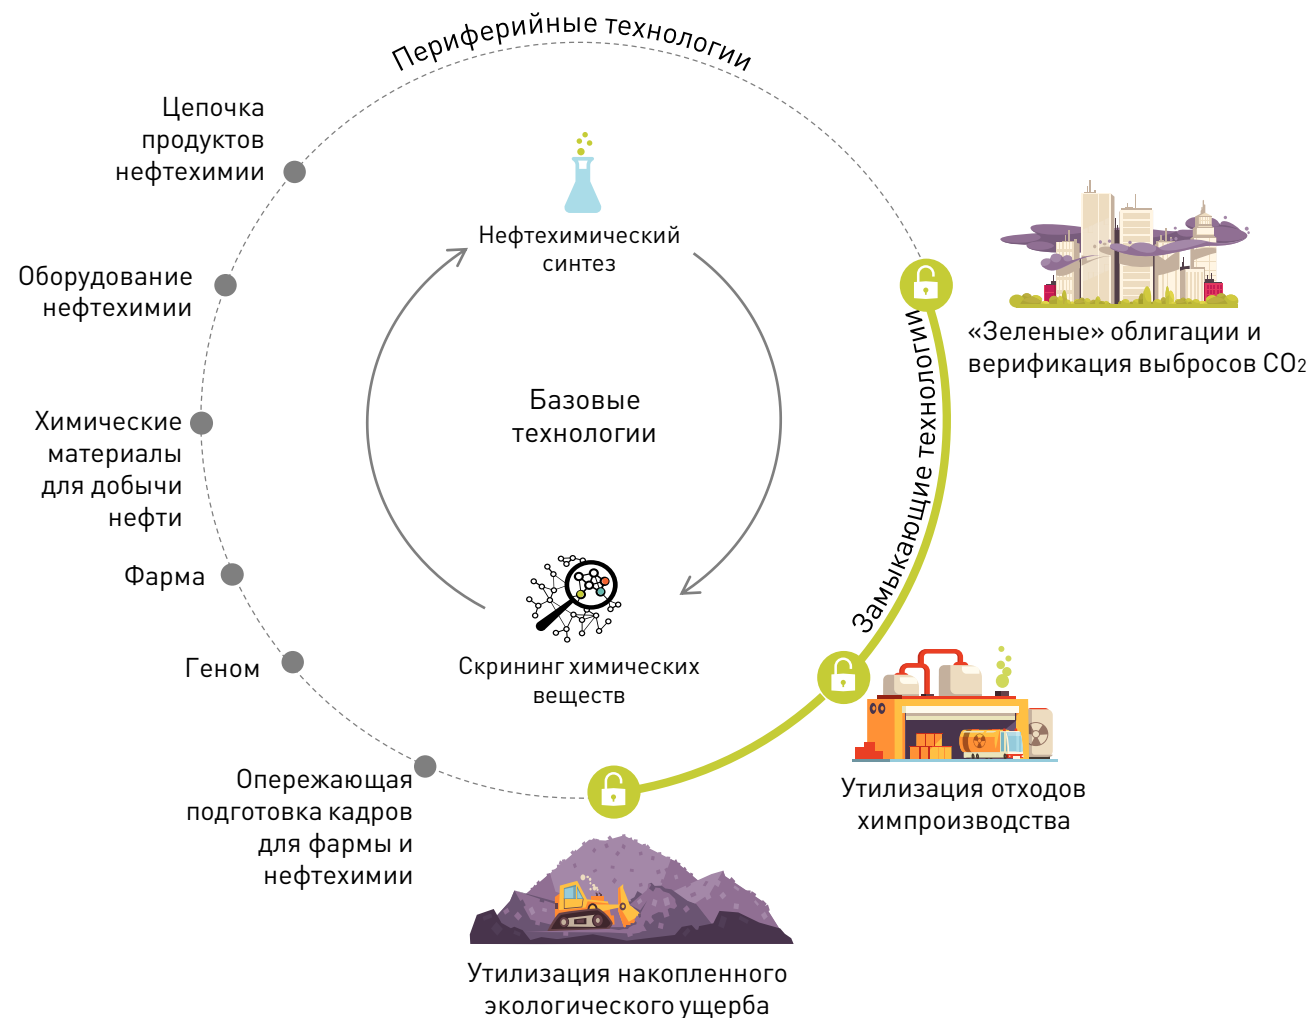 Периферийные технологии
Цепочка
продуктов
нефтехимии
Оборудование
нефтехимии
Химические
материалы
для добычи
нефти
Фарма
Геном
Опережающая
подготовка кадров
для фармы и
нефтехимии
Нефтехимический
синтез
Базовые
технологии
Скрининг химических
веществ
Замыкающие технологии
«Зеленые» облигации и
верификация выбросов СО2
Утилизация отходов
химпроизводства
Утилизация накопленного
экологического ущерба